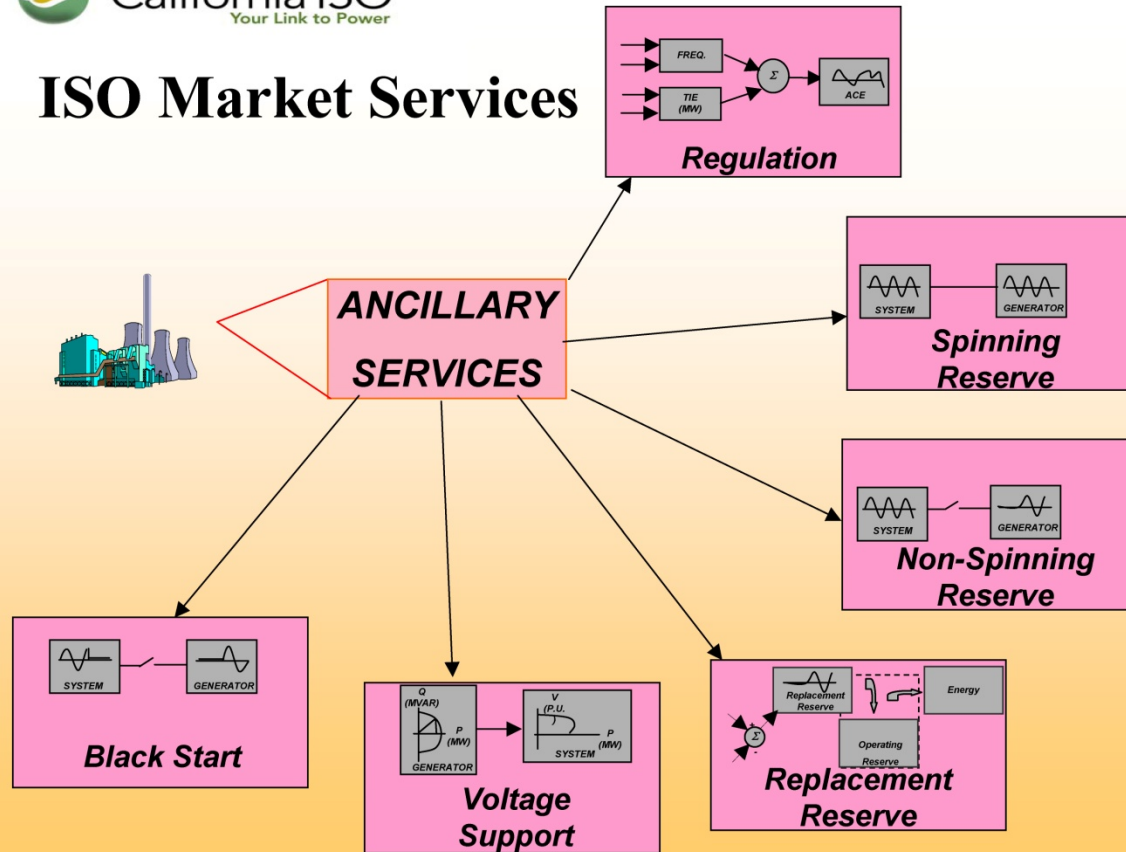 California ISO
Your Link to Power
ISO Market Services
FREQ.
TIE
(MW)
Σ
ACE
Regulation
SYSTEM
GENERATOR
Spinning
Reserve
ANCILLARY
SERVICES
SYSTEM
GENERATOR
Non-Spinning
Reserve
SYSTEM
GENERATOR
Black Start
Q
(MVAR)
P
(MW)
GENERATOR
V
(P.U.
P
(MW)
SYSTEM
Voltage
Support
Replacement
Reserve
Energy
+
Σ
-
Operating
Reserve
Replacement
Reserve